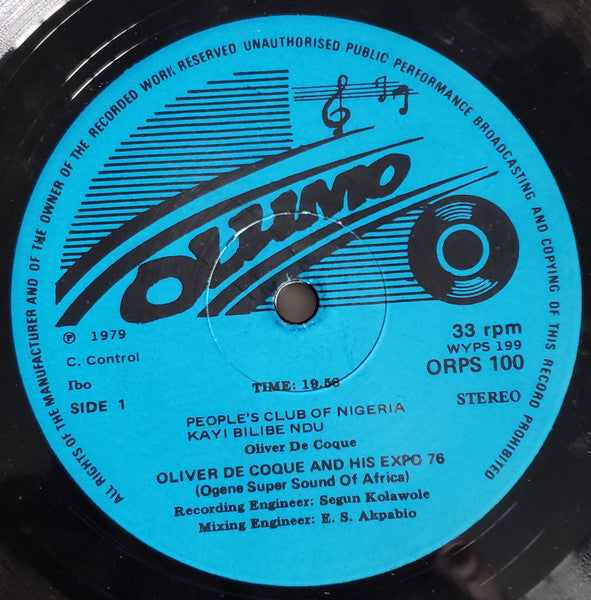 ALL RIGHTS OF THE MANUFACTURER AND OF THE OWNER OF THE RECORDED WORK RESERVED UNAUTHORISED PUBLIC PERFORMANCE BROADCASTING AND COPYING OF THIS RECORD PROHIBITED
OLUMO
℗ 1979
C. Control
Ibo
SIDE 1
33 rpm
WYPS 199
ORPS 100
STEREO
TIME: 19.56
PEOPLE'S CLUB OF NIGERIA
KAYI BILIBE NDU
Oliver De Coque
OLIVER DE COQUE AND HIS EXPO 76
(Ogene Super Sound Of Africa)
Recording Engineer: Segun Kolawole
Mixing Engineer: E. S. Akpabio